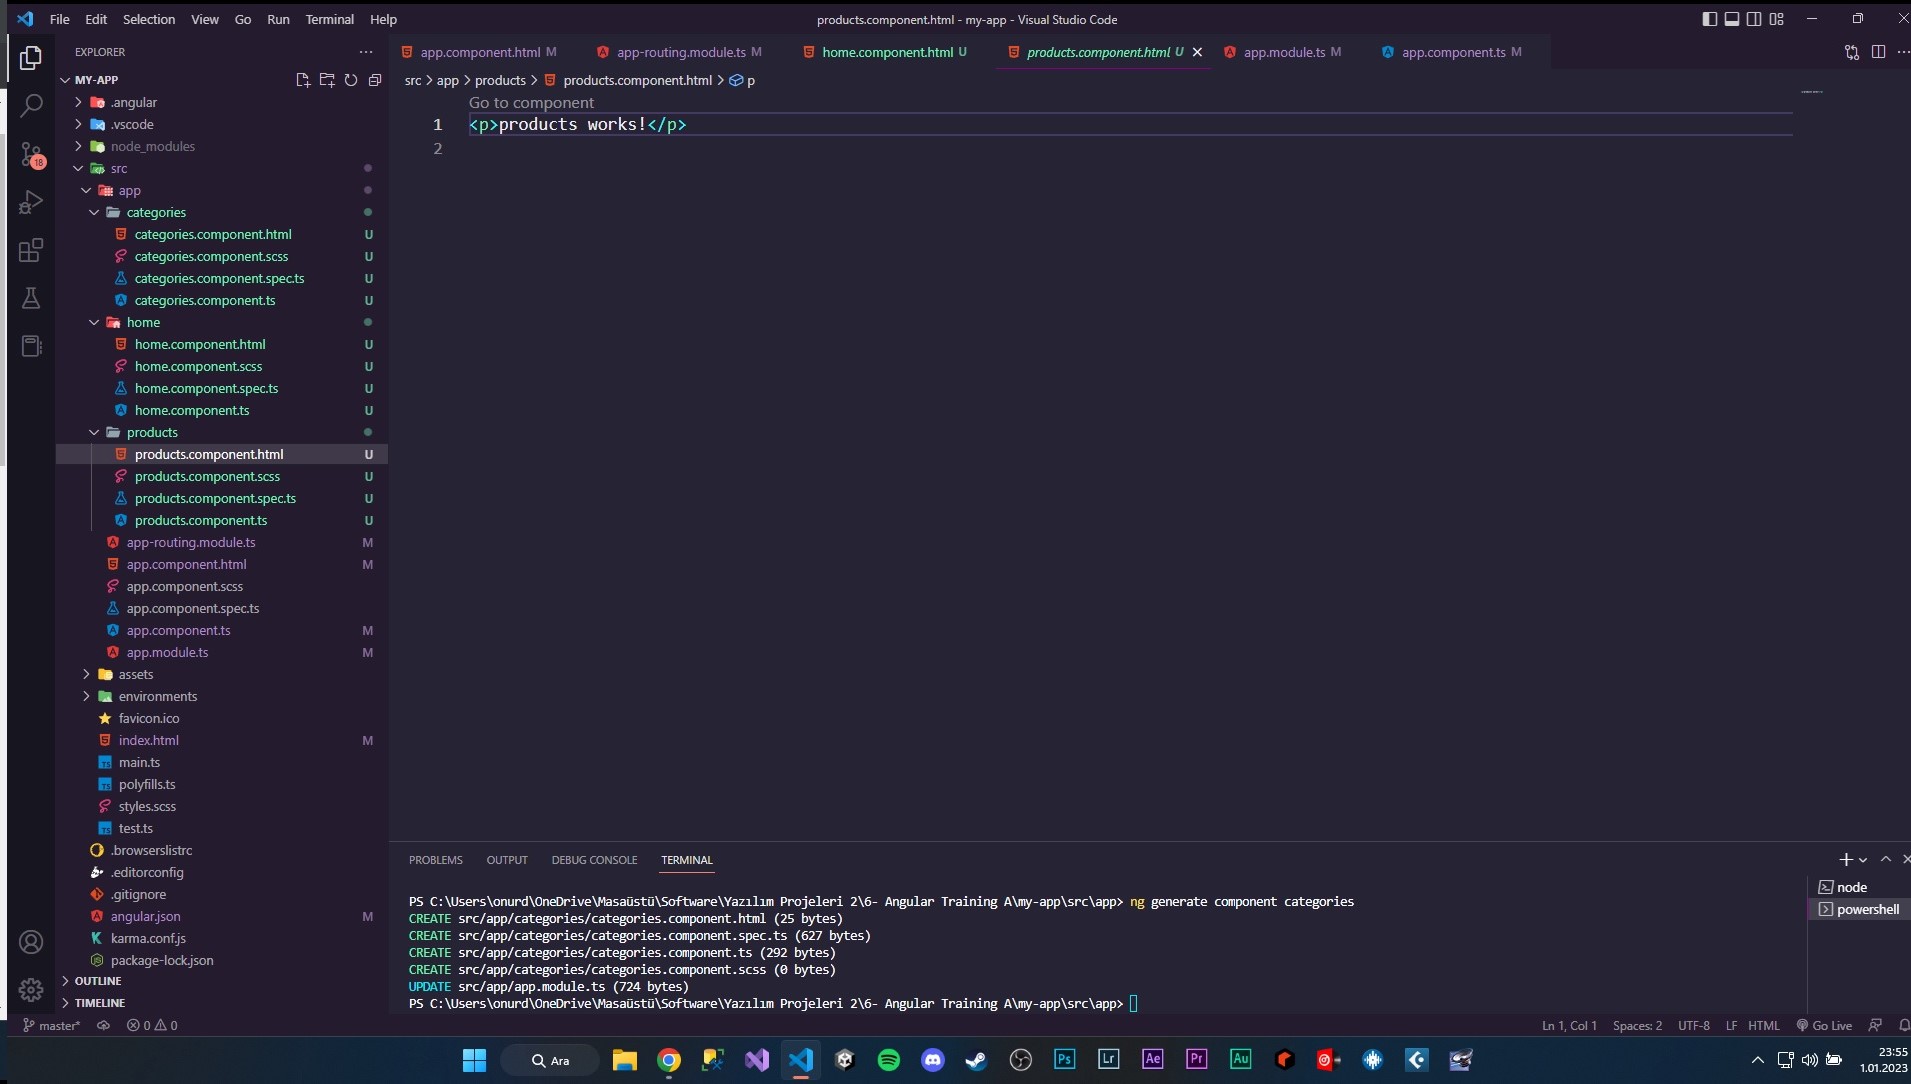 File Edit Selection View Go Run Terminal Help
products.component.html - my-app - Visual Studio Code
EXPLORER
MY-APP
.angular
.vscode
node_modules
src
app
categories
categories.component.html U
categories.component.scss U
categories.component.spec.ts U
categories.component.ts U
home
home.component.html U
home.component.scss U
home.component.spec.ts U
home.component.ts U
products
products.component.html U
products.component.scss U
products.component.spec.ts U
products.component.ts U
app-routing.module.ts M
app.component.html M
app.component.scss
app.component.spec.ts
app.component.ts M
app.module.ts M
assets
environments
favicon.ico
index.html M
main.ts
polyfills.ts
styles.scss
test.ts
.browserslistrc
.editorconfig
.gitignore
angular.json M
karma.conf.js
package-lock.json
OUTLINE
TIMELINE
18
app.component.html M app-routing.module.ts M home.component.html U products.component.html U app.module.ts M app.component.ts M
src > app > products > products.component.html > p
Go to component
1 <p>products works!</p>
2
PROBLEMS OUTPUT DEBUG CONSOLE TERMINAL
PS C:\Users\onurd\OneDrive\Masaüstü\Software\Yazılım Projeleri 2\6- Angular Training A\my-app\src\app> ng generate component categories
CREATE src/app/categories/categories.component.html (25 bytes)
CREATE src/app/categories/categories.component.spec.ts (627 bytes)
CREATE src/app/categories/categories.component.ts (292 bytes)
CREATE src/app/categories/categories.component.scss (0 bytes)
UPDATE src/app/app.module.ts (724 bytes)
PS C:\Users\onurd\OneDrive\Masaüstü\Software\Yazılım Projeleri 2\6- Angular Training A\my-app\src\app>
node
powershell
master* 0 0 Ln 1, Col 1 Spaces: 2 UTF-8 LF HTML Go Live
Ara
Ps Lr Ae Pr Au
23:55
1.01.2023